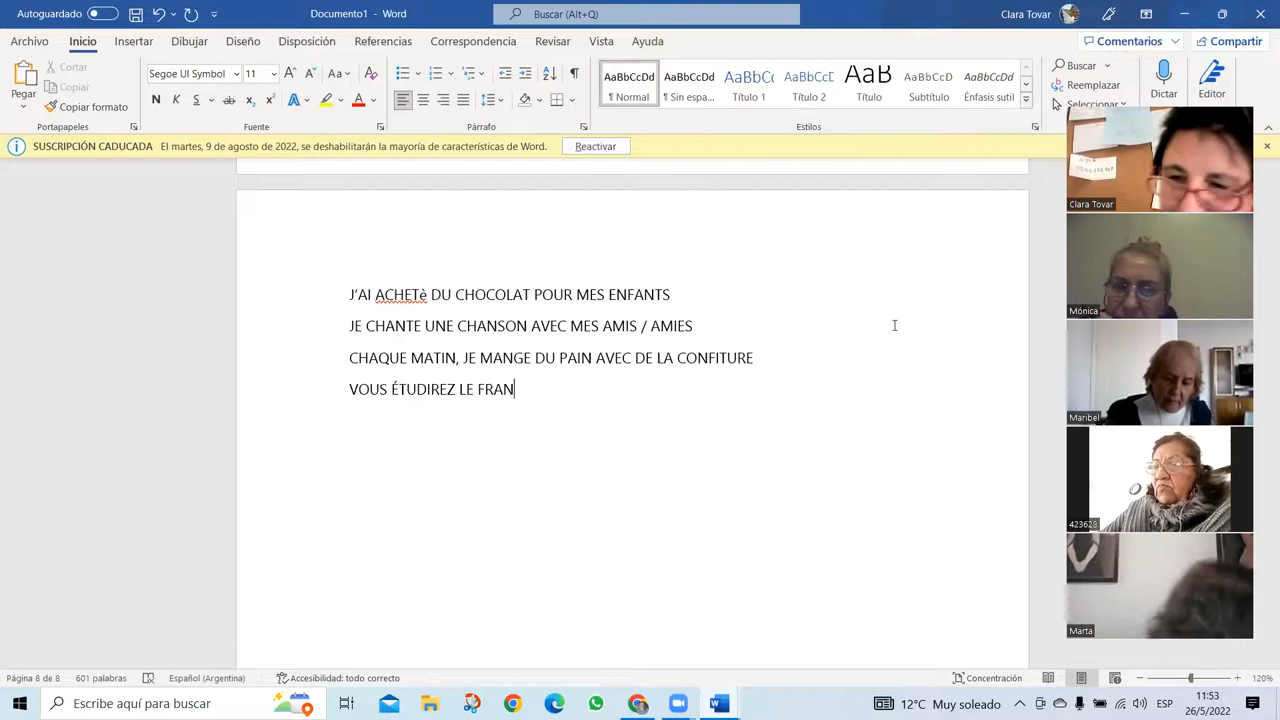 Autoguardado
Documento1
Buscar (Alt+Q)
Clara Tovar
Archivo Inicio Insertar Dibujar Diseño Disposición Referencias Correspondencia Revisar Vista Ayuda
Comentarios Compartir
Pegar
Cortar
Copiar
Copiar formato
Portapapeles
Segoe UI Symbol 11
N K S ab x₂ x²
Fuente
Párrafo
AaBbCcDd AaBbCcDd AaBbCc AaBbCcD AaB AaBbCcD AaBbCcDd
¶ Normal ¶ Sin espa... Título 1 Título 2 Título Subtítulo Énfasis sutil
Estilos
Buscar
Reemplazar
Seleccionar
Dictar
Editor
SUSCRIPCIÓN CADUCADA El martes, 9 de agosto de 2022, se deshabilitarán la mayoría de características de Word. Reactivar
J'AI ACHETè DU CHOCOLAT POUR MES ENFANTS
JE CHANTE UNE CHANSON AVEC MES AMIS / AMIES
CHAQUE MATIN, JE MANGE DU PAIN AVEC DE LA CONFITURE
VOUS ÉTUDIREZ LE FRAN
Clara Tovar
Mónica
Maribel
423628
Marta
Página 8 de 8 601 palabras Español (Argentina) Accesibilidad: todo correcto Concentración 120%
Escribe aquí para buscar
12°C Muy soleado
ESP
11:53
26/5/2022